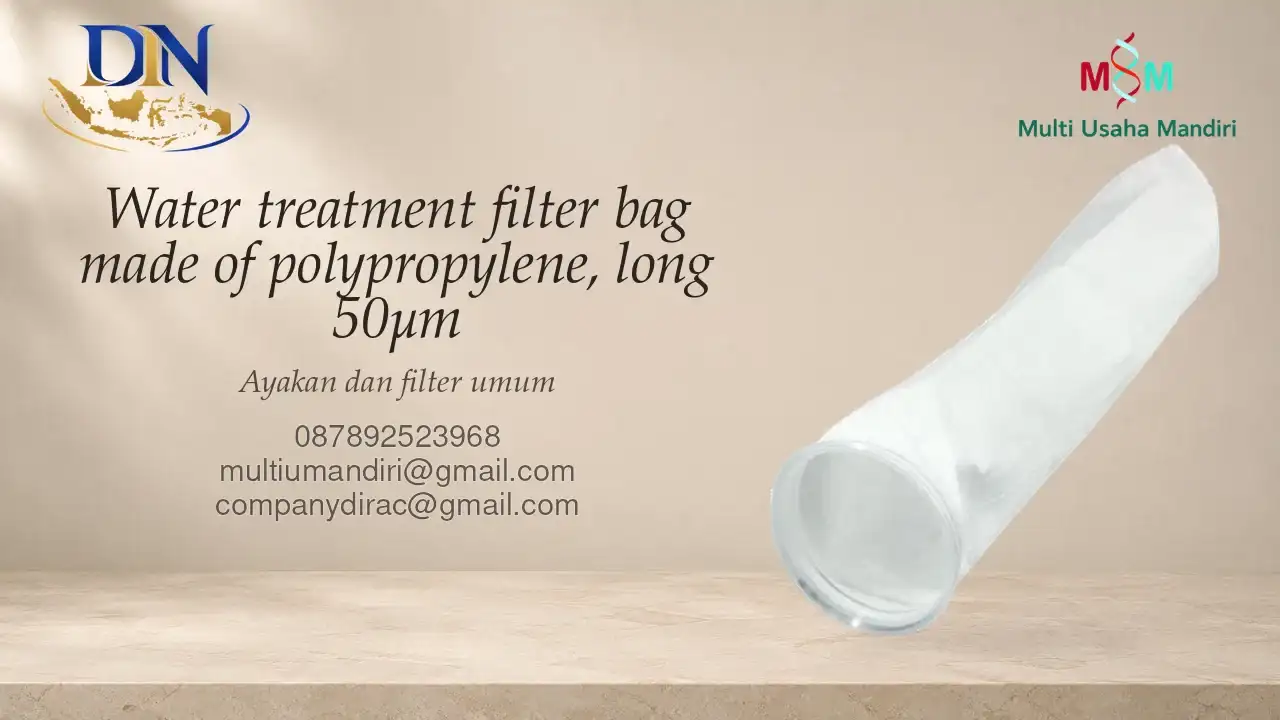 DIN
MSM
Multi Usaha Mandiri
Water treatment filter bag
made of polypropylene, long
50µm
Ayakan dan filter umum
087892523968
multiumandiri@gmail.com
companydirac@gmail.com